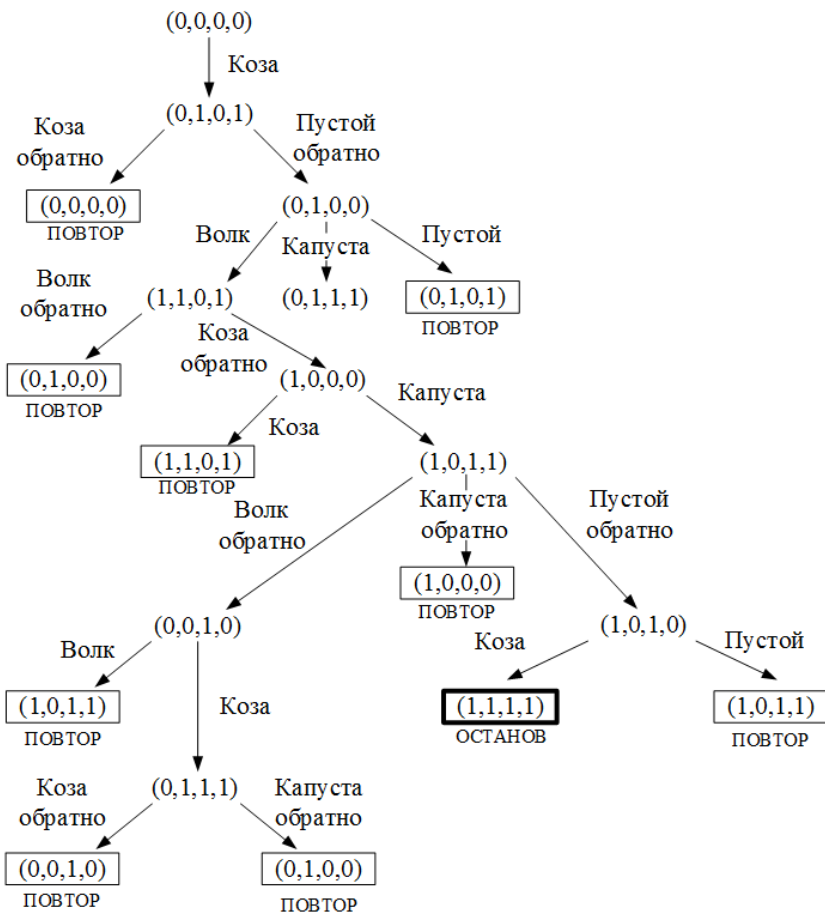 (0,0,0,0)
Коза
(0,1,0,1)
Коза
обратно
Пустой
обратно
(0,0,0,0)
ПОВТОР
(0,1,0,0)
Волк
Капуста
Пустой
Волк
обратно
(1,1,0,1)
(0,1,1,1)
(0,1,0,1)
ПОВТОР
Коза
обратно
(0,1,0,0)
ПОВТОР
(1,0,0,0)
Капуста
Коза
(1,1,0,1)
ПОВТОР
(1,0,1,1)
Волк
обратно
Капуста
обратно
Пустой
обратно
(1,0,0,0)
ПОВТОР
(0,0,1,0)
(1,0,1,0)
Волк
Коза
Пустой
(1,0,1,1)
ПОВТОР
Коза
(1,1,1,1)
ОСТАНОВ
(1,0,1,1)
ПОВТОР
Коза
обратно
(0,1,1,1)
Капуста
обратно
(0,0,1,0)
ПОВТОР
(0,1,0,0)
ПОВТОР